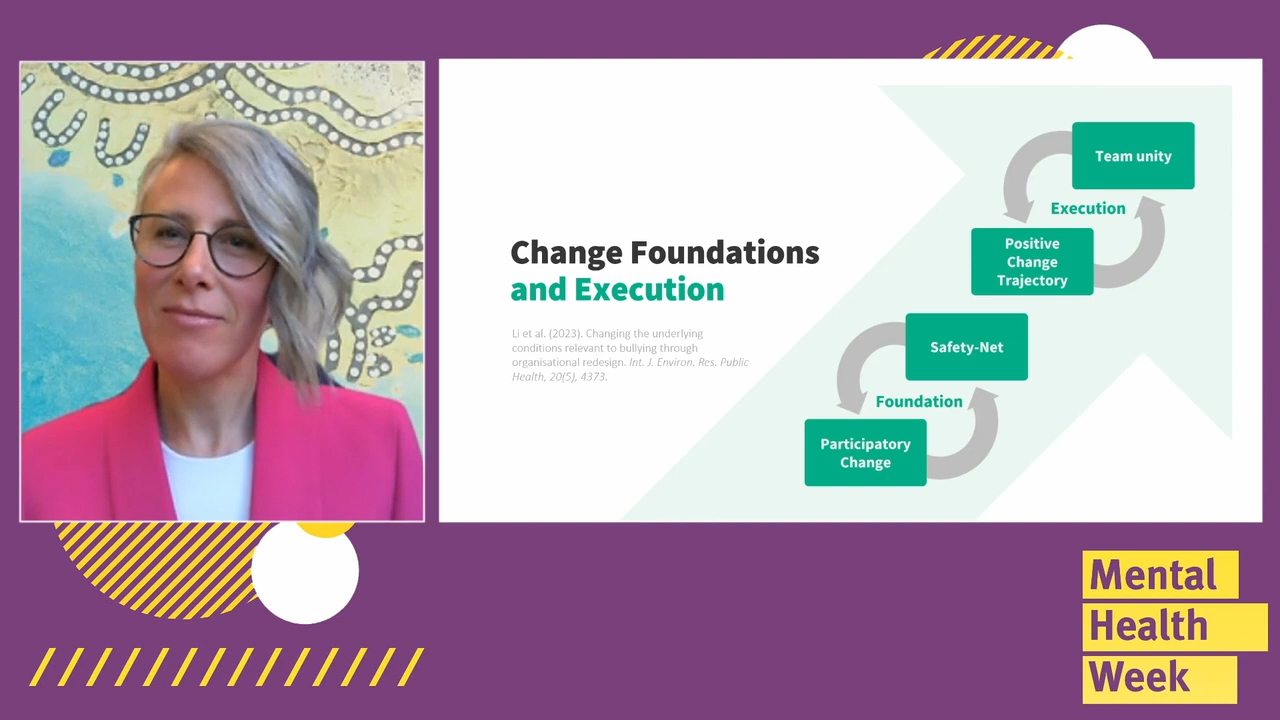 Change Foundations
and Execution
Li et al. (2023). Changing the underlying
conditions relevant to bullying through
organisational redesign. Int. J. Environ. Res. Public
Health, 20(5), 4373.
Team unity
Execution
Positive
Change
Trajectory
Safety-Net
Foundation
Participatory
Change
Mental
Health
Week